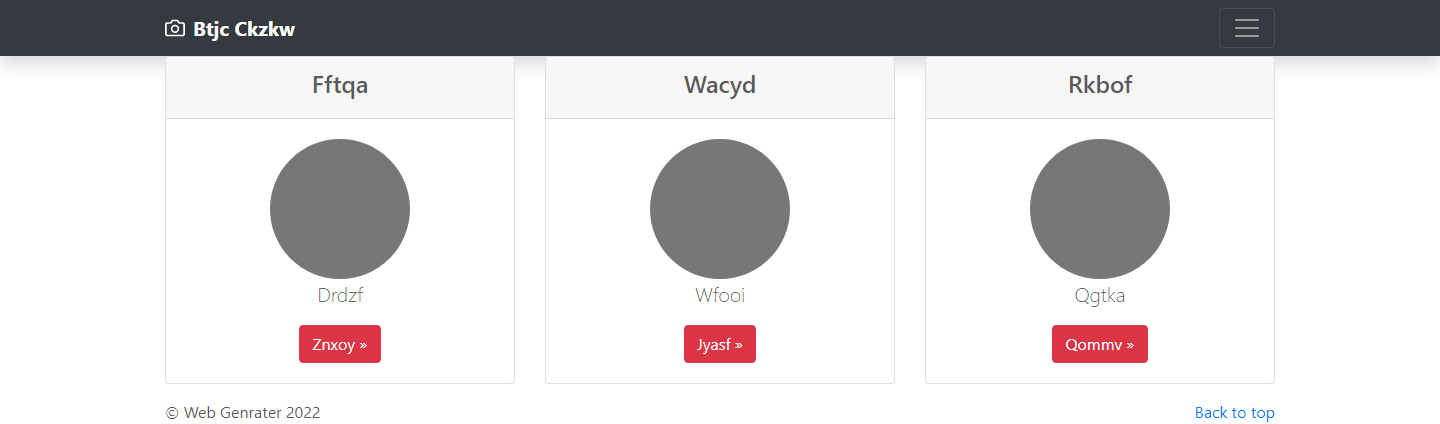 Btjc Ckzkw
Fftqa
Wacyd
Rkbof
Drdzf
Wfooi
Qgtka
Znxoy »
Jyasf »
Qommv »
© Web Genrater 2022
Back to top